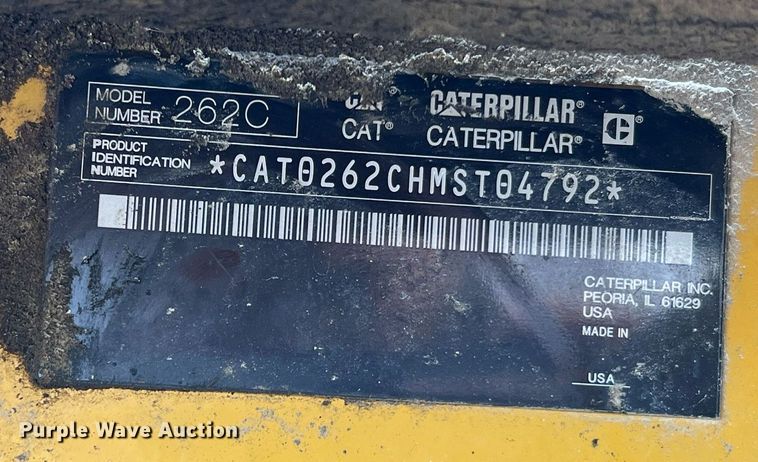 MODEL NUMBER 262C
CAT CATERPILLAR
CAT® CATERPILLAR®
PRODUCT IDENTIFICATION NUMBER *CAT0262CHMST04792*
CATERPILLAR INC.
PEORIA, IL 61629
USA
MADE IN
USA
Purple Wave Auction